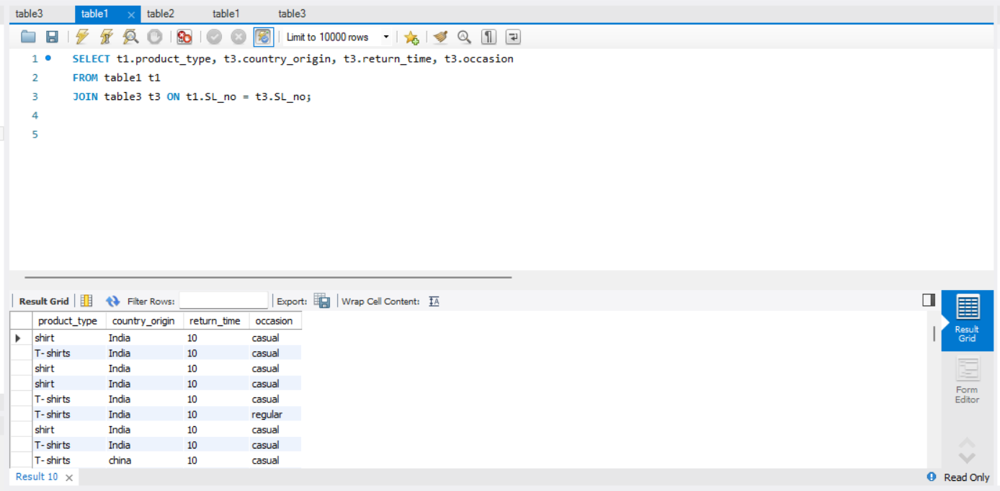 table3 table1 × table2 table1 table3
Limit to 10000 rows
1 SELECT t1.product_type, t3.country_origin, t3.return_time, t3.occasion
2 FROM table1 t1
3 JOIN table3 t3 ON t1.SL_no = t3.SL_no;
4
5
Result Grid Filter Rows: Export: Wrap Cell Content: IA
product_type country_origin return_time occasion
shirt India 10 casual
T- shirts India 10 casual
shirt India 10 casual
shirt India 10 casual
T- shirts India 10 casual
T- shirts India 10 regular
shirt India 10 casual
T- shirts India 10 casual
T- shirts china 10 casual
Result
Grid
Form
Editor
Result 10 × Read Only